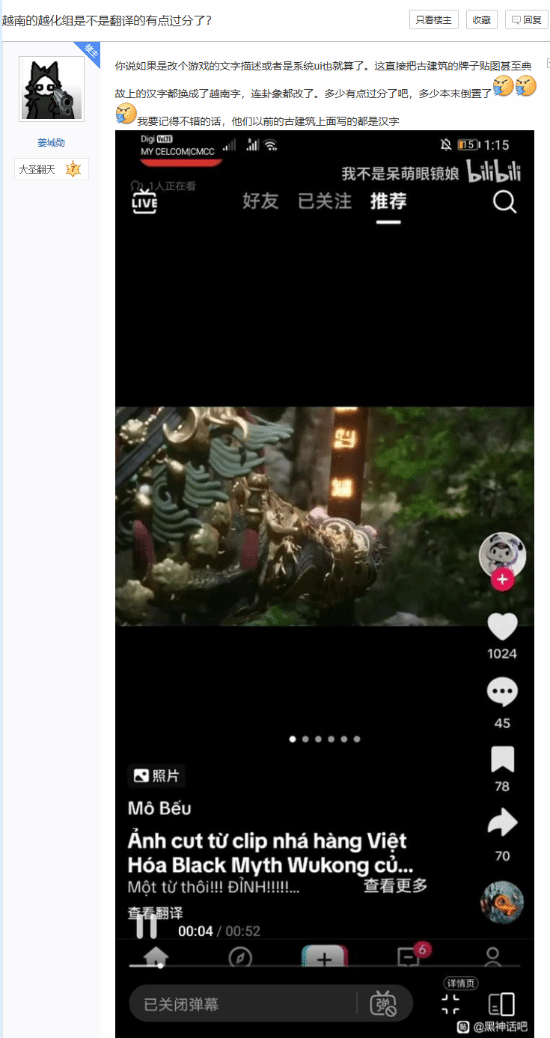 越南的越化组是不是翻译的有点过分了?
只看楼主
收藏
回复
楼主
姜城勋
大圣翻天
7
你说如果是改个游戏的文字描述或者是系统ui也就算了。这直接把古建筑的牌子贴图甚至典
故上的汉字都换成了越南字，连卦象都改了。多少有点过分了吧，多少本末倒置了
我要记得不错的话，他们以前的古建筑上面写的都是汉字
Digi VoLTE
MY CELCOM|CMCC
15
1:15
我不是呆萌眼镜娘 bilibili
1人正在看
LIVE
好友
已关注
推荐
1024
45
78
70
照片
Mô Bếu
Ảnh cut từ clip nhá hàng Việt
Hóa Black Myth Wukong củ...
Một từ thôi!!! ĐỈNH!!!!!...
查看更多
查看翻译
00:04 / 00:52
6
详情页
已关闭弹幕
弹
贴 @黑神话吧